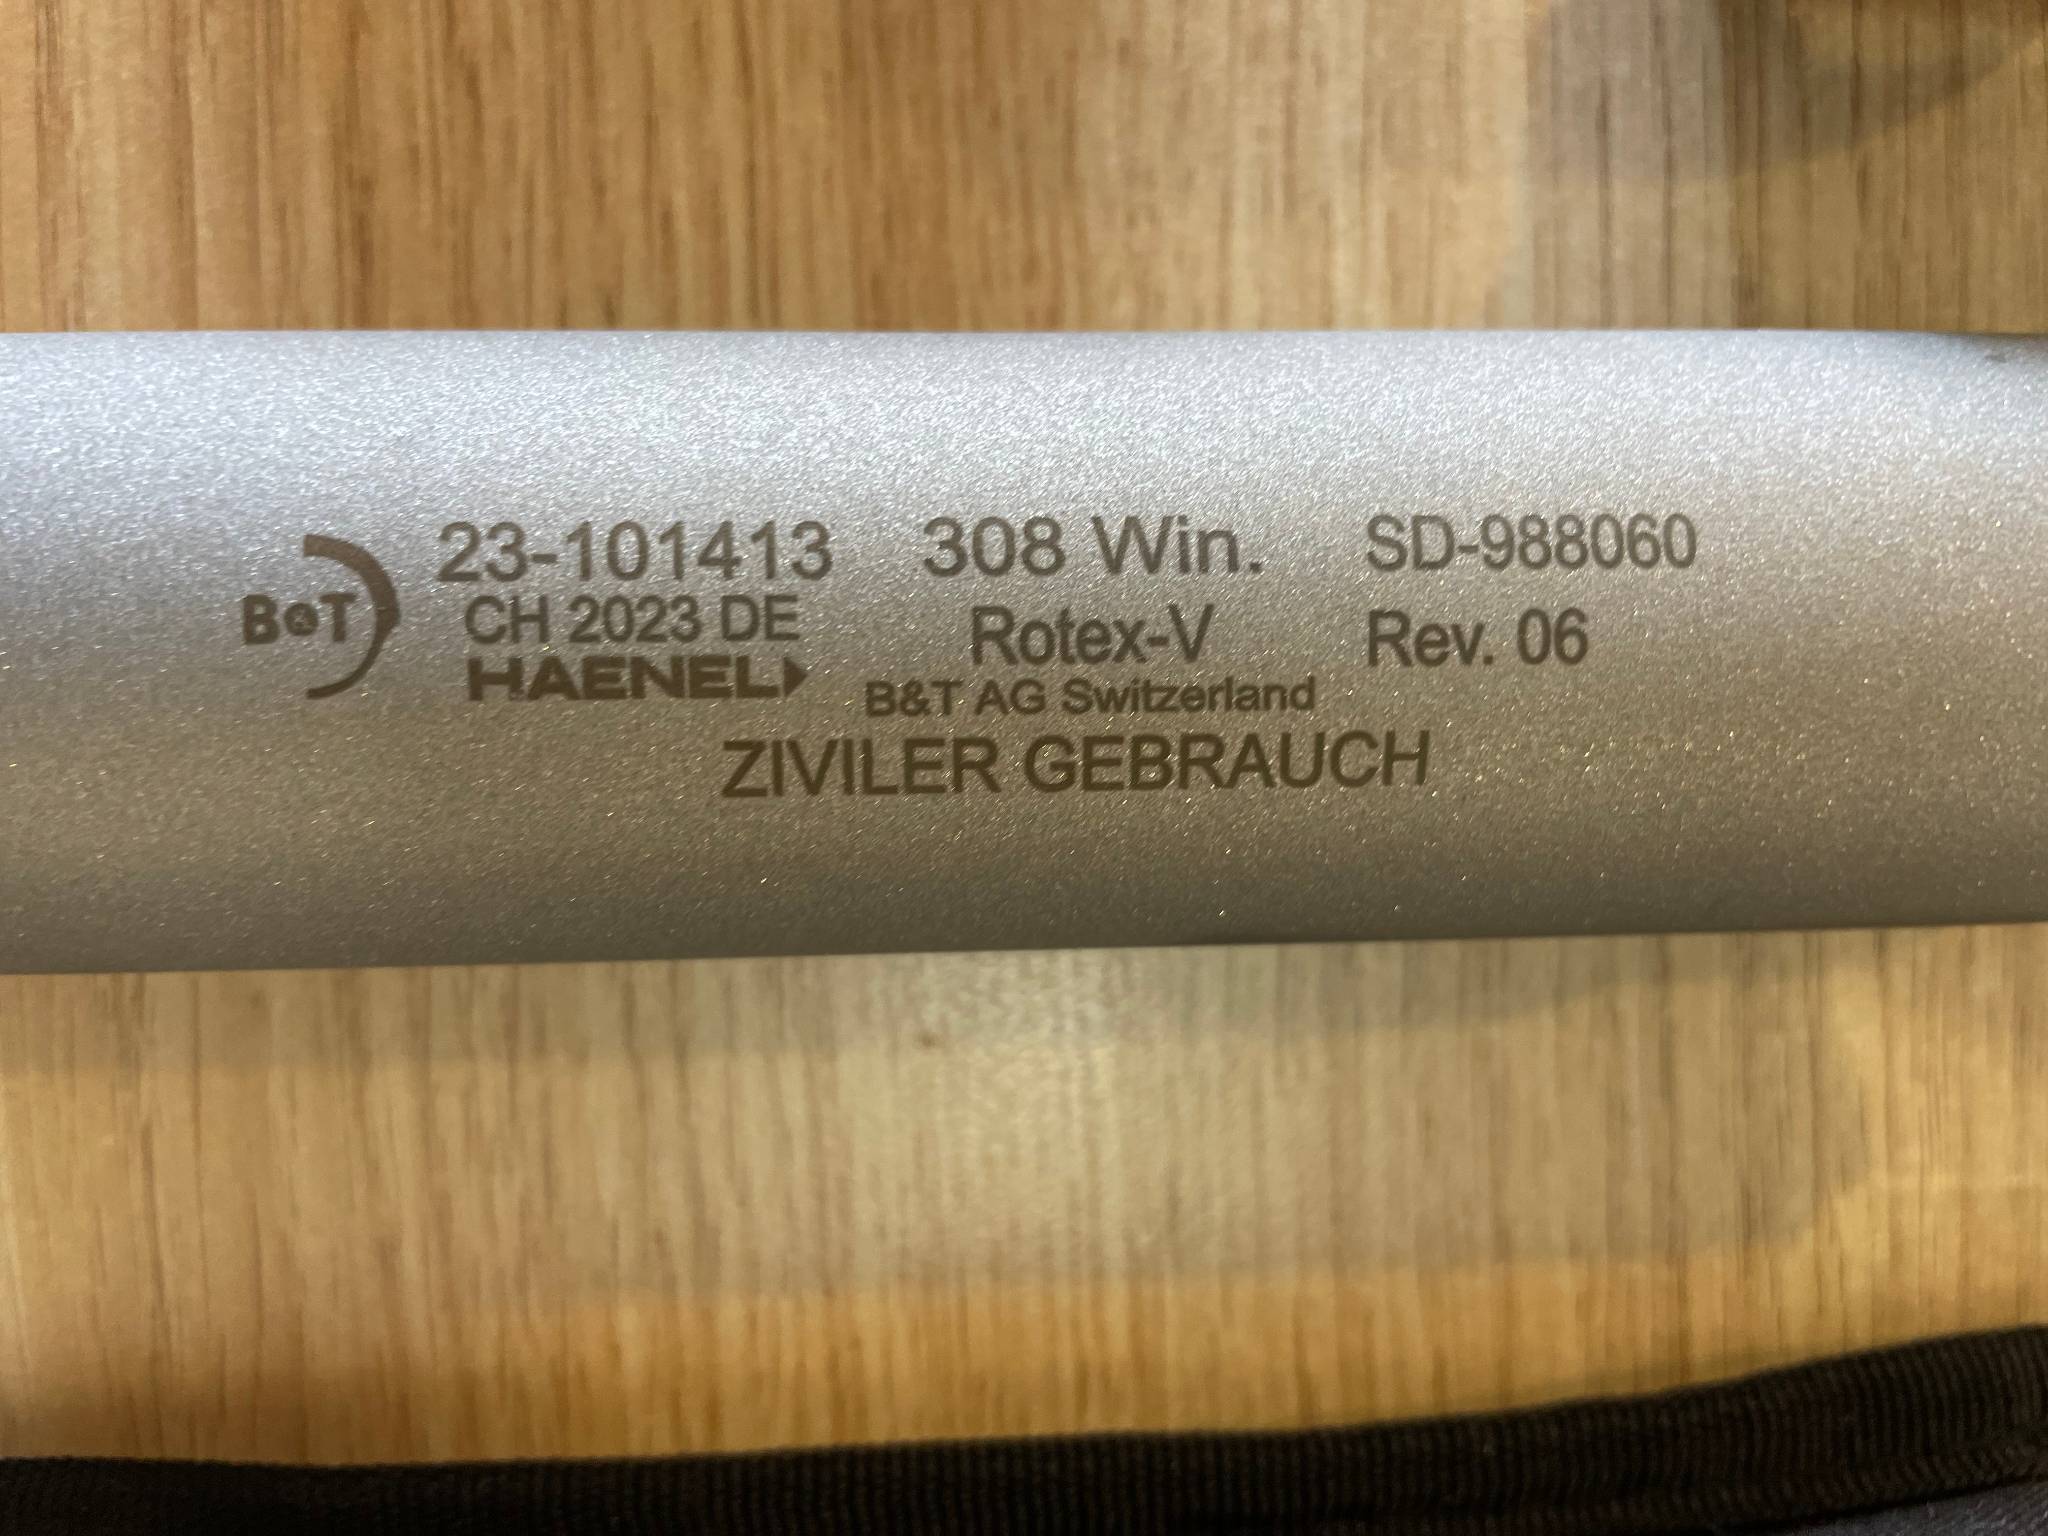 B&T
23-101413 308 Win. SD-988060
CH 2023 DE Rotex-V Rev. 06
HAENEL
B&T AG Switzerland
ZIVILER GEBRAUCH